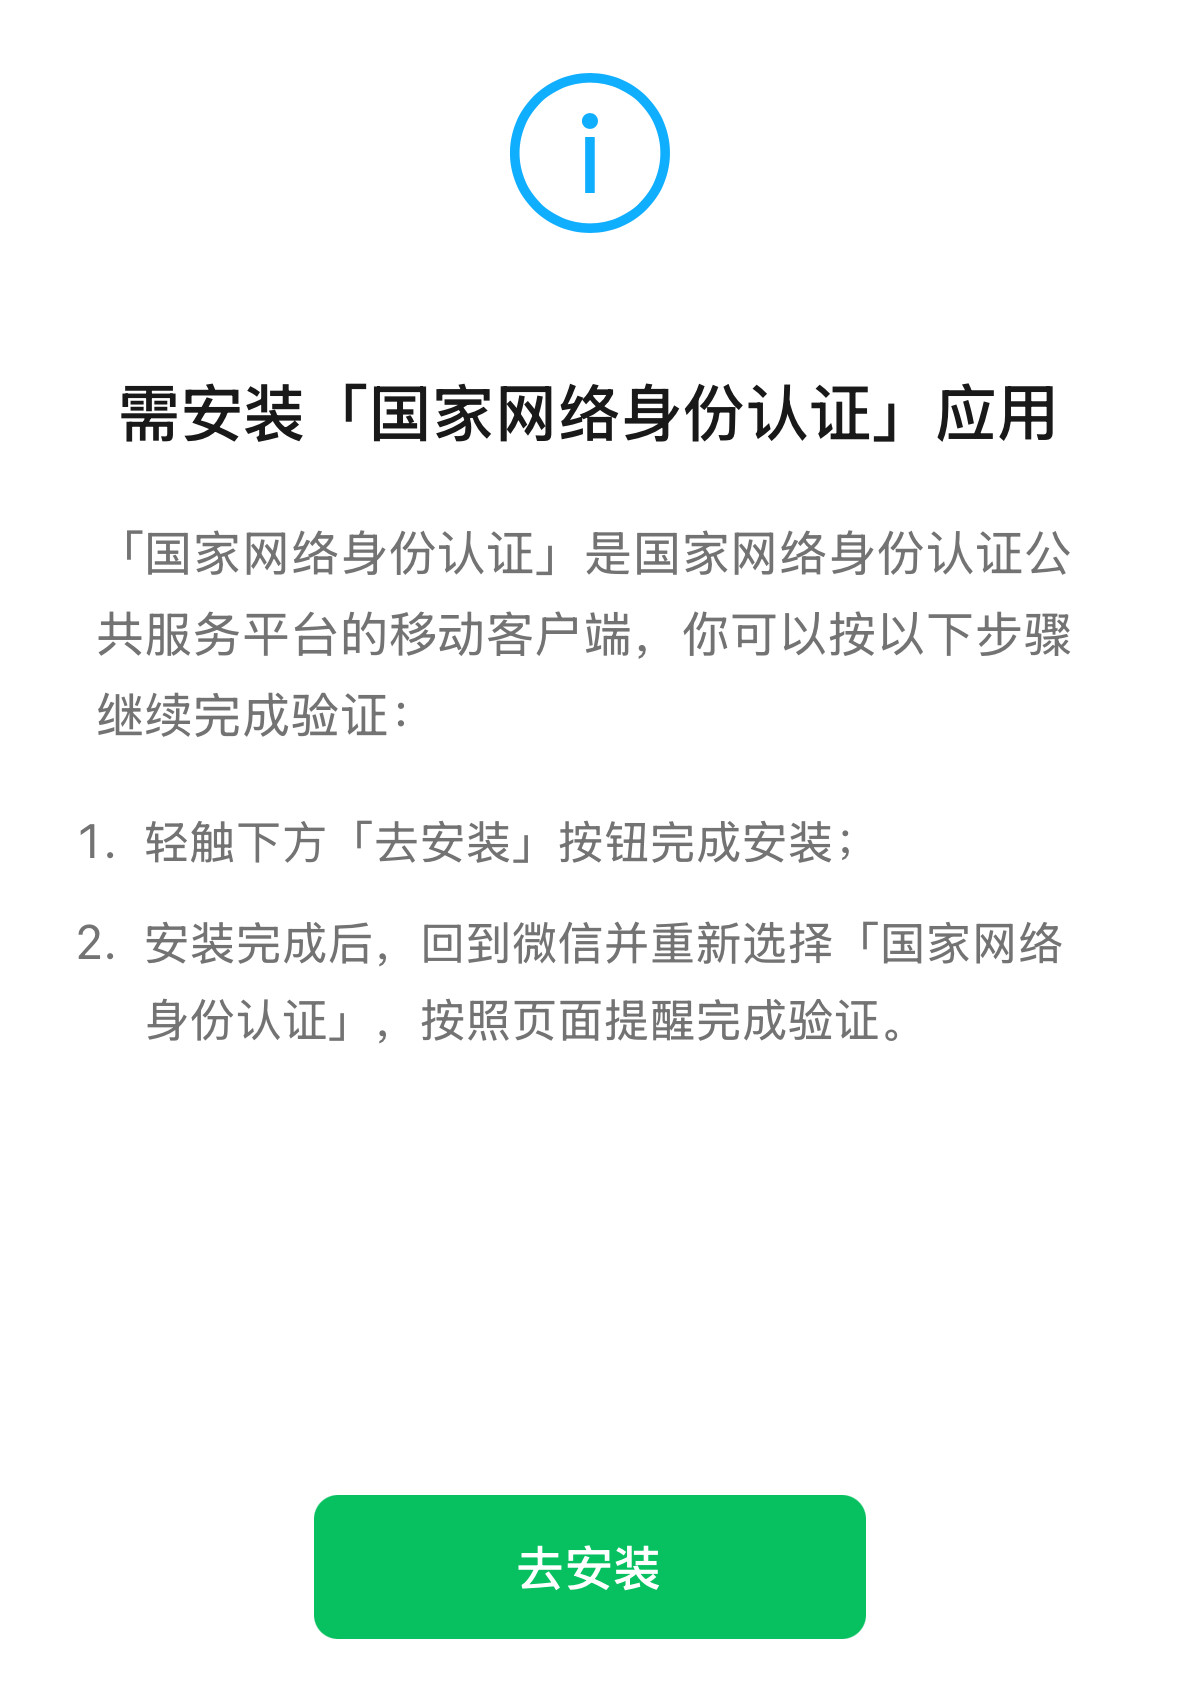 需安装「国家网络身份认证」应用
「国家网络身份认证」是国家网络身份认证公
共服务平台的移动客户端，你可以按以下步骤
继续完成验证：
1. 轻触下方「去安装」按钮完成安装；
2. 安装完成后，回到微信并重新选择「国家网络
身份认证」，按照页面提醒完成验证。
去安装